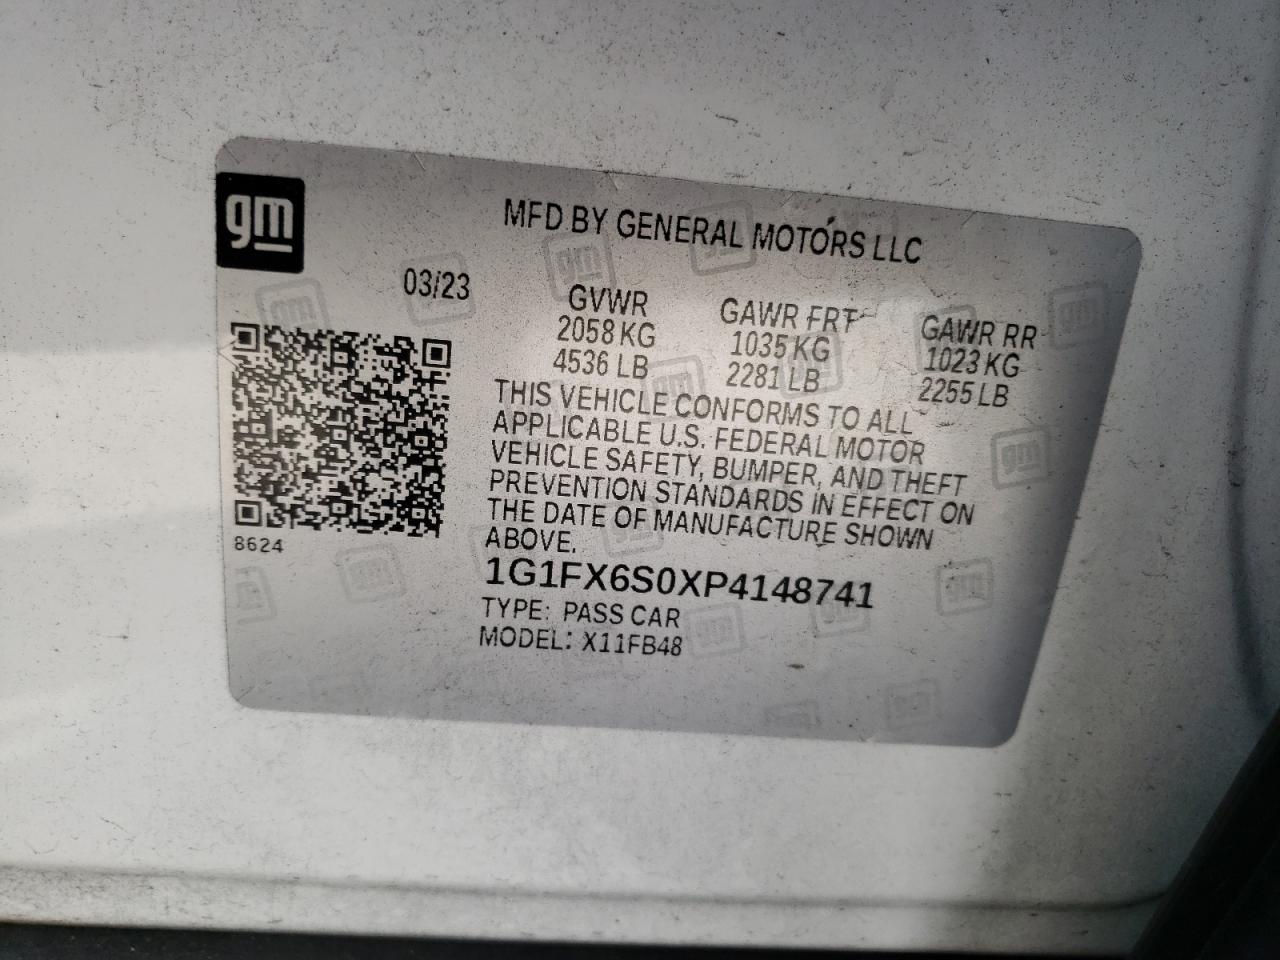 gm
MFD BY GENERAL MOTORS LLC
03/23
GVWR
2058 KG
4536 LB
GAWR FRT
1035 KG
2281 LB
GAWR RR
1023 KG
2255 LB
THIS VEHICLE CONFORMS TO ALL
APPLICABLE U.S. FEDERAL MOTOR
VEHICLE SAFETY, BUMPER, AND THEFT
PREVENTION STANDARDS IN EFFECT ON
THE DATE OF MANUFACTURE SHOWN
ABOVE.
8624
1G1FX6S0XP4148741
TYPE: PASS CAR
MODEL: X11FB48